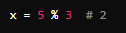 x = 5 % 3  # 2